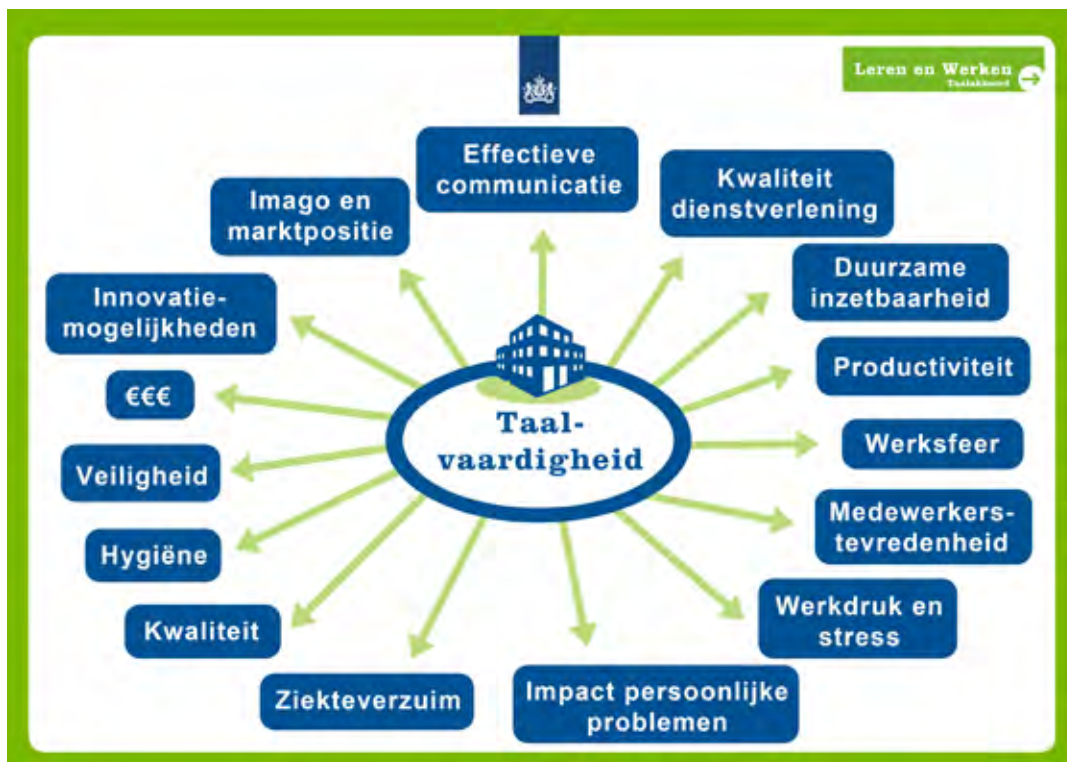 Leren en Werken
Taalakkoord
Effectieve
communicatie
Kwaliteit
dienstverlening
Imago en
marktpositie
Duurzame
inzetbaarheid
Innovatie-
mogelijkheden
Productiviteit
€€€
Taal-
vaardigheid
Werksfeer
Veiligheid
Medewerkers-
tevredenheid
Hygiëne
Werkdruk en
stress
Kwaliteit
Ziekteverzuim
Impact persoonlijke
problemen